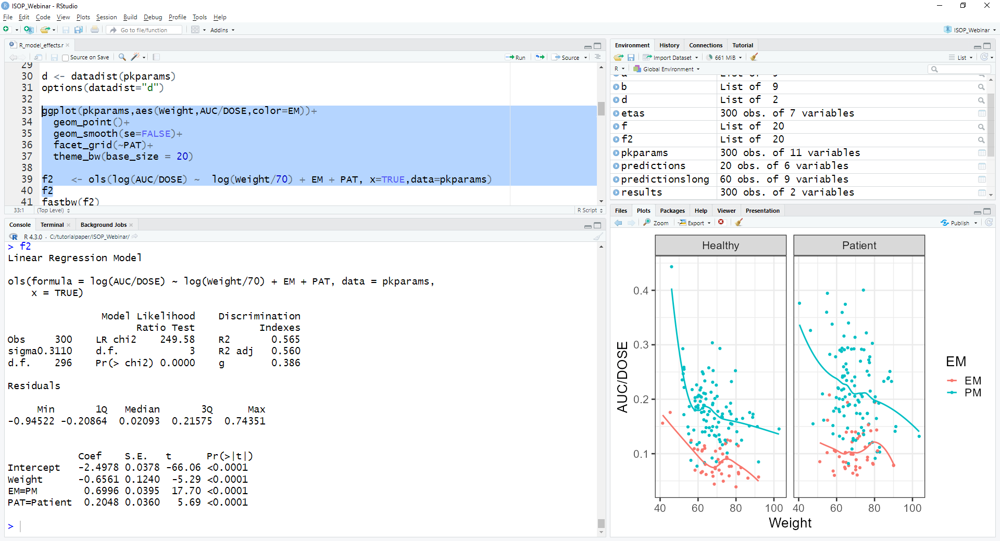 ISOP_Webinar - RStudio
File Edit Code View Plots Session Build Debug Profile Tools Help
Go to file/function Addins ISOP_Webinar
R_model_effects.r
Source on Save Run Source
29
30 d <- datadist(pkparams)
31 options(datadist="d")
32
33 ggplot(pkparams,aes(Weight,AUC/DOSE,color=EM))+
34 geom_point()+
35 geom_smooth(se=FALSE)+
36 facet_grid(~PAT)+
37 theme_bw(base_size = 20)
38
39 f2 <- ols(log(AUC/DOSE) ~ log(Weight/70) + EM + PAT, x=TRUE,data=pkparams)
40 f2
41 fastbw(f2)
33:1 (Top Level) R Script
Console Terminal Background Jobs
R 4.3.0 · C:/tutorialpaper/ISOP_Webinar/
> f2
Linear Regression Model
ols(formula = log(AUC/DOSE) ~ log(Weight/70) + EM + PAT, data = pkparams,
x = TRUE)
Model Likelihood Discrimination
Ratio Test Indexes
Obs 300 LR chi2 249.58 R2 0.565
sigma0.3110 d.f. 3 R2 adj 0.560
d.f. 296 Pr(> chi2) 0.0000 g 0.386
Residuals
Min 1Q Median 3Q Max
-0.94522 -0.20864 0.02093 0.21575 0.74351
Coef S.E. t Pr(>|t|)
Intercept -2.4978 0.0378 -66.06 <0.0001
Weight -0.6561 0.1240 -5.29 <0.0001
EM=PM 0.6996 0.0395 17.70 <0.0001
PAT=Patient 0.2048 0.0360 5.69 <0.0001
>
Environment History Connections Tutorial
Import Dataset 661 MiB List
R Global Environment
b List of 9
d List of 2
etas 300 obs. of 7 variables
f List of 20
f2 List of 20
pkparams 300 obs. of 11 variables
predictions 20 obs. of 6 variables
predictionslong 60 obs. of 9 variables
results 300 obs. of 2 variables
Files Plots Packages Help Viewer Presentation
Zoom Export Publish
Healthy Patient
0.4
0.3
0.2
0.1
AUC/DOSE
40 60 80 100 40 60 80 100
Weight
EM
EM
PM